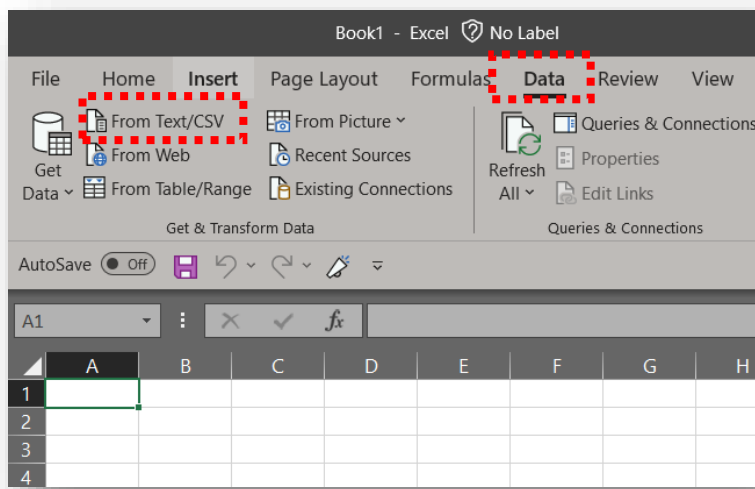 Book1 - Excel No Label
File Home Insert Page Layout Formulas Data Review View
Get Data
From Text/CSV
From Web
From Table/Range
From Picture
Recent Sources
Existing Connections
Get & Transform Data
Refresh All
Queries & Connections
Properties
Edit Links
Queries & Connections
AutoSave Off
A1 fx
A B C D E F G H
1
2
3
4